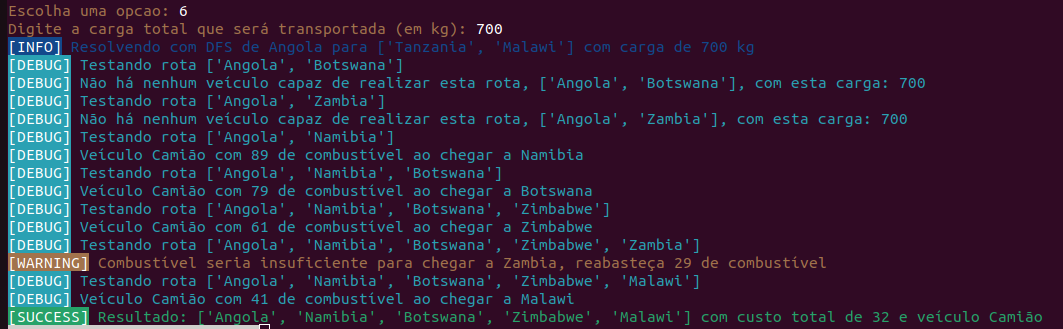 Escolha uma opcao: 6
Digite a carga total que será transportada (em kg): 700
[INFO] Resolvendo com DFS de Angola para ['Tanzania', 'Malawi'] com carga de 700 kg
[DEBUG] Testando rota ['Angola', 'Botswana']
[DEBUG] Não há nenhum veículo capaz de realizar esta rota, ['Angola', 'Botswana'], com esta carga: 700
[DEBUG] Testando rota ['Angola', 'Zambia']
[DEBUG] Não há nenhum veículo capaz de realizar esta rota, ['Angola', 'Zambia'], com esta carga: 700
[DEBUG] Testando rota ['Angola', 'Namibia']
[DEBUG] Veículo Camião com 89 de combustível ao chegar a Namibia
[DEBUG] Testando rota ['Angola', 'Namibia', 'Botswana']
[DEBUG] Veículo Camião com 79 de combustível ao chegar a Botswana
[DEBUG] Testando rota ['Angola', 'Namibia', 'Botswana', 'Zimbabwe']
[DEBUG] Veículo Camião com 61 de combustível ao chegar a Zimbabwe
[DEBUG] Testando rota ['Angola', 'Namibia', 'Botswana', 'Zimbabwe', 'Zambia']
[WARNING] Combustível seria insuficiente para chegar a Zambia, reabasteça 29 de combustível
[DEBUG] Testando rota ['Angola', 'Namibia', 'Botswana', 'Zimbabwe', 'Malawi']
[DEBUG] Veículo Camião com 41 de combustível ao chegar a Malawi
[SUCCESS] Resultado: ['Angola', 'Namibia', 'Botswana', 'Zimbabwe', 'Malawi'] com custo total de 32 e veículo Camião